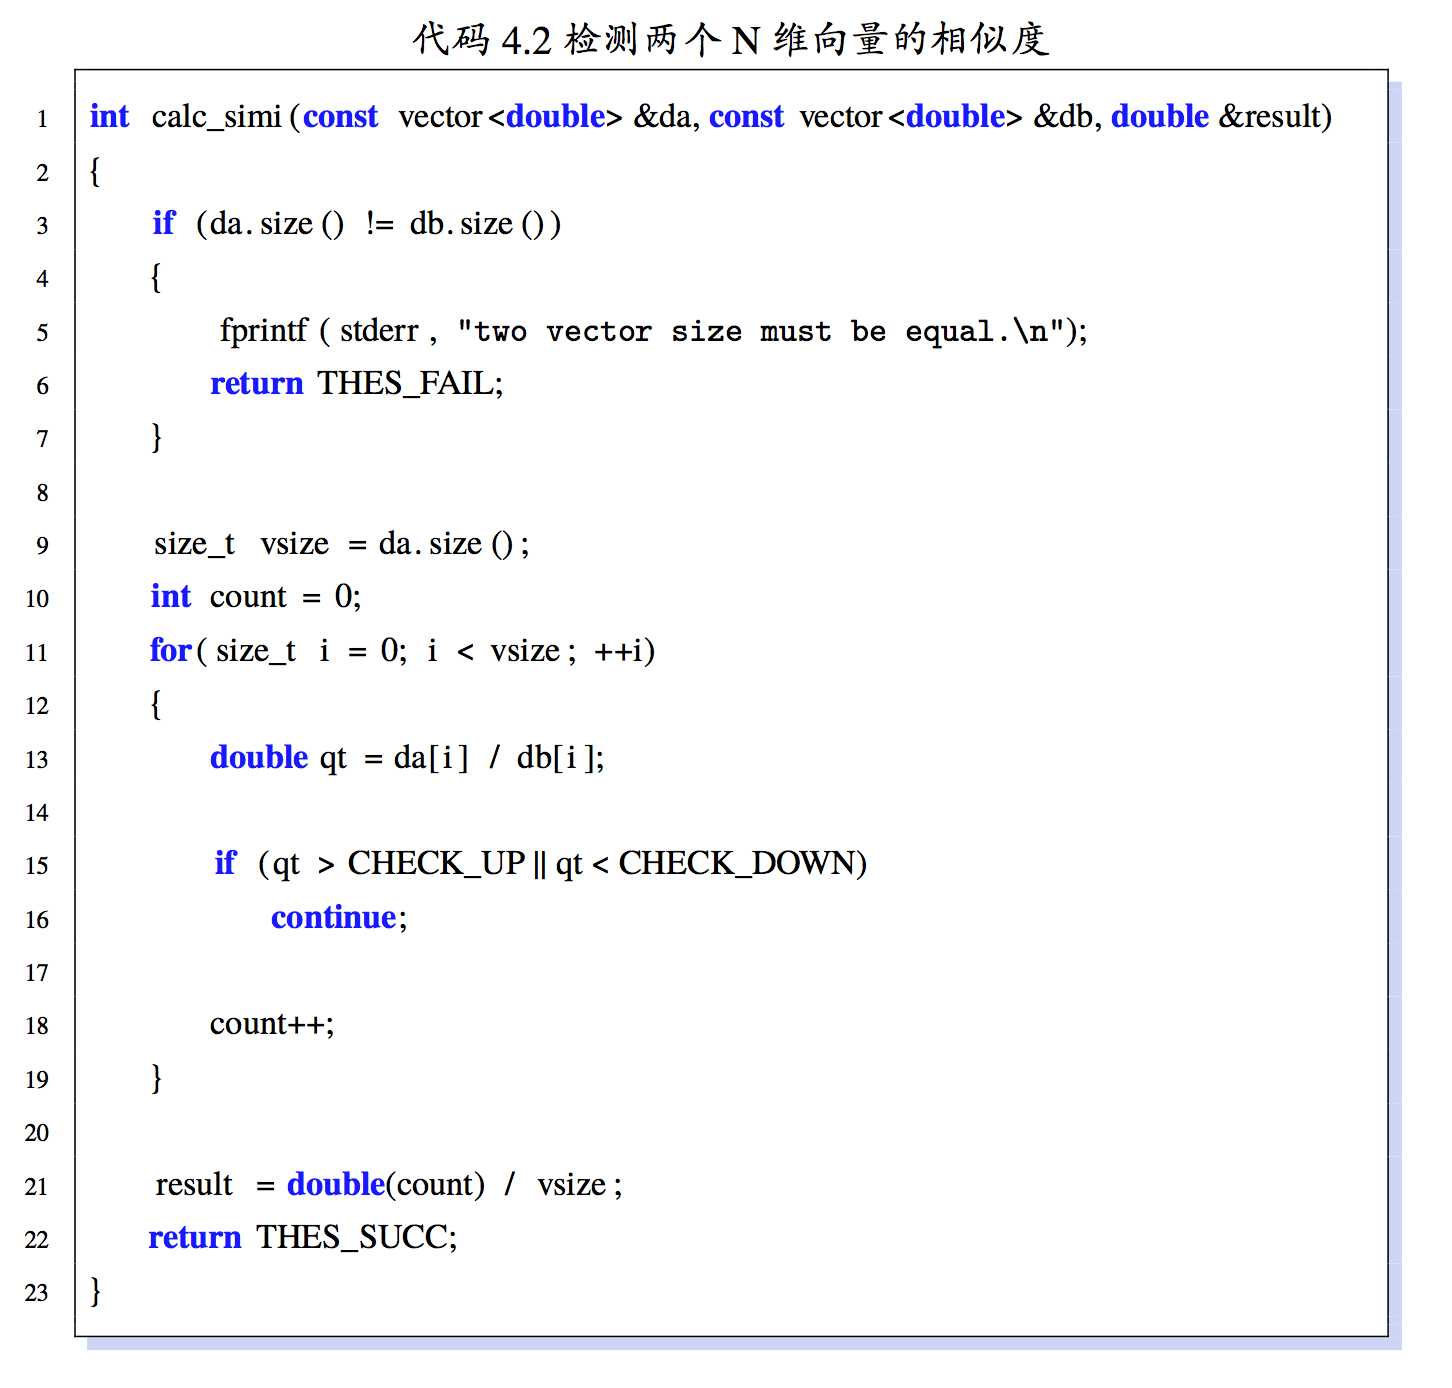 代码 4.2 检测两个 N 维向量的相似度
1 int calc_simi(const vector<double> &da, const vector<double> &db, double &result)
2 {
3 if (da.size() != db.size())
4 {
5 fprintf(stderr, "two vector size must be equal.\n");
6 return THES_FAIL;
7 }
8
9 size_t vsize = da.size();
10 int count = 0;
11 for(size_t i = 0; i < vsize; ++i)
12 {
13 double qt = da[i] / db[i];
14
15 if (qt > CHECK_UP || qt < CHECK_DOWN)
16 continue;
17
18 count++;
19 }
20
21 result = double(count) / vsize;
22 return THES_SUCC;
23 }